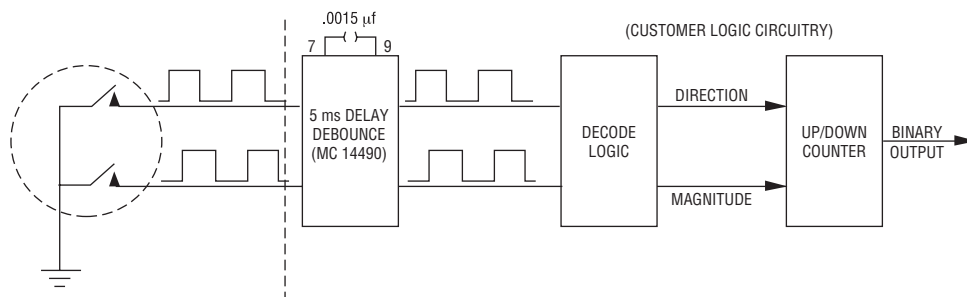 .0015 µf
7 9
(CUSTOMER LOGIC CIRCUITRY)
5 ms DELAY
DEBOUNCE
(MC 14490)
DECODE
LOGIC
DIRECTION
MAGNITUDE
UP/DOWN
COUNTER
BINARY
OUTPUT